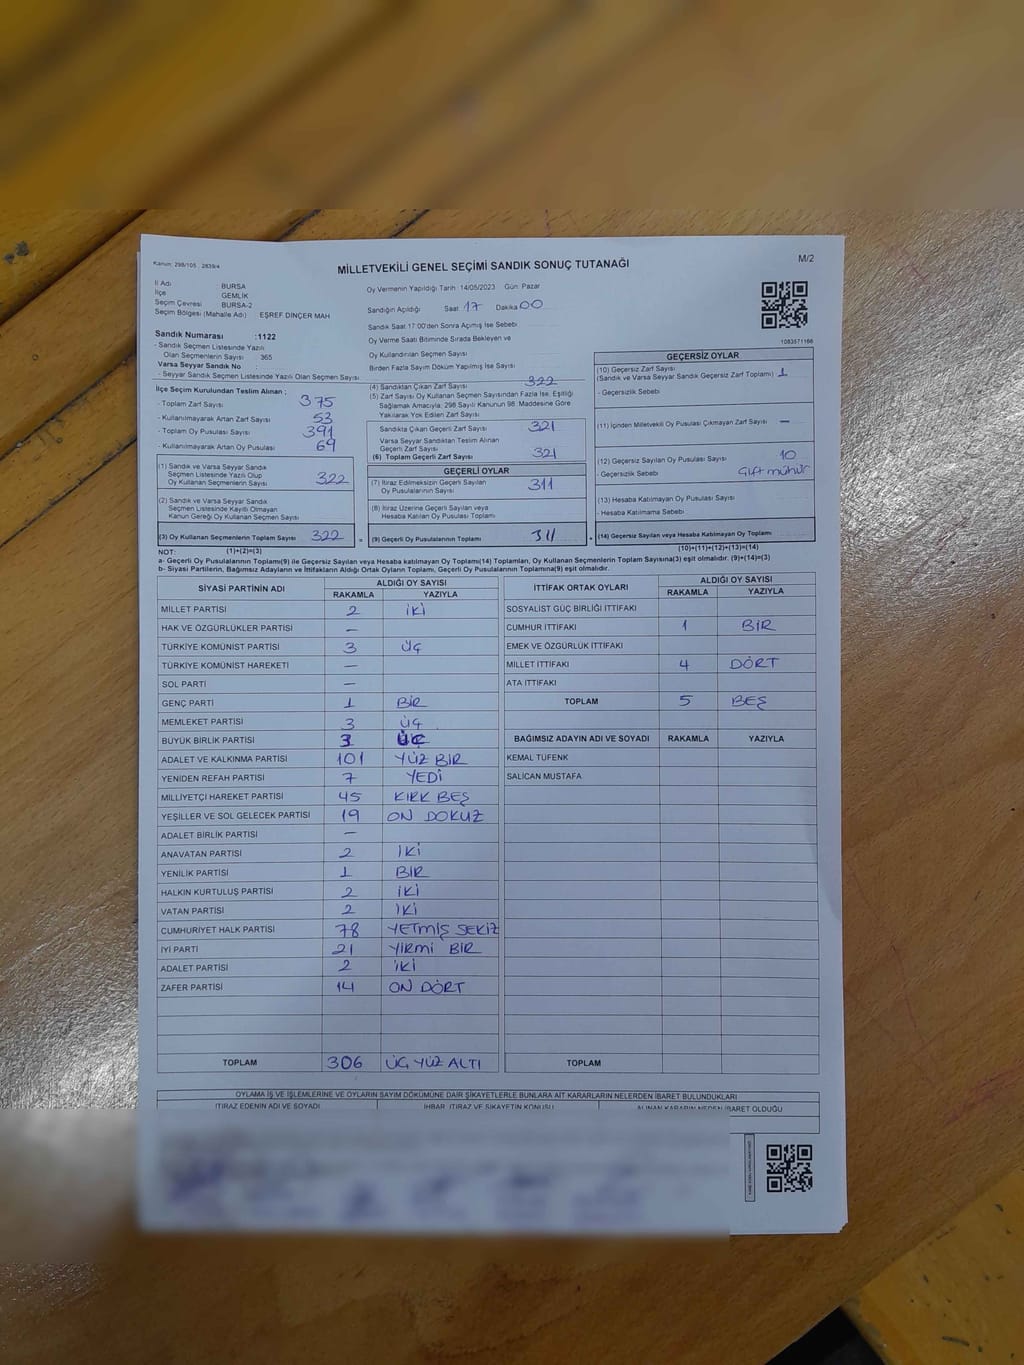 Kanun: 298/105 , 2839/4
MİLLETVEKİLİ GENEL SEÇİMİ SANDIK SONUÇ TUTANAĞI
M/2
İl Adı BURSA
İlçe GEMLİK
Seçim Çevresi BURSA-2
Seçim Bölgesi (Mahalle Adı) EŞREF DİNÇER MAH
Oy Vermenin Yapıldığı Tarih 14/05/2023 Gün Pazar
Sandığın Açıldığı Saat 17 Dakika 00
Sandık Saat 17:00'den Sonra Açılmış İse Sebebi
Oy Verme Saati Bitiminde Sırada Bekleyen ve
Oy Kullandırılan Seçmen Sayısı
Birden Fazla Sayım Döküm Yapılmış İse Sayısı
1083571166
Sandık Numarası :1122
- Sandık Seçmen Listesinde Yazılı
Olan Seçmenlerin Sayısı 365
Varsa Seyyar Sandık No
- Seyyar Sandık Seçmen Listesinde Yazılı Olan Seçmen Sayısı
İlçe Seçim Kurulundan Teslim Alınan ;
- Toplam Zarf Sayısı 375
- Kullanılmayarak Artan Zarf Sayısı 53
- Toplam Oy Pusulası Sayısı 391
- Kullanılmayarak Artan Oy Pusulası 69
(1) Sandık ve Varsa Seyyar Sandık
Seçmen Listesinde Yazılı Olup
Oy Kullanan Seçmenlerin Sayısı 322
(2) Sandık ve Varsa Seyyar Sandık
Seçmen Listesinde Kayıtlı Olmayan
Kanun Gereği Oy Kullanan Seçmen Sayısı
(3) Oy Kullanan Seçmenlerin Toplam Sayısı 322 =
(4) Sandıktan Çıkan Zarf Sayısı 322
(5) Zarf Sayısı Oy Kullanan Seçmen Sayısından Fazla İse, Eşitliği
Sağlamak Amacıyla; 298 Sayılı Kanunun 98. Maddesine Göre
Yakılarak Yok Edilen Zarf Sayısı
Sandıkta Çıkan Geçerli Zarf Sayısı 321
Varsa Seyyar Sandıktan Teslim Alınan
Geçerli Zarf Sayısı
(6) Toplam Geçerli Zarf Sayısı 321
GEÇERLİ OYLAR
(7) İtiraz Edilmeksizin Geçerli Sayılan
Oy Pusulalarının Sayısı 311
(8) İtiraz Üzerine Geçerli Sayılan veya
Hesaba Katılan Oy Pusulası Toplamı
(9) Geçerli Oy Pusulalarının Toplamı 311 +
GEÇERSİZ OYLAR
(10) Geçersiz Zarf Sayısı
(Sandık ve Varsa Seyyar Sandık Geçersiz Zarf Toplamı) 1
- Geçersizlik Sebebi
(11) İçinden Milletvekili Oy Pusulası Çıkmayan Zarf Sayısı —
(12) Geçersiz Sayılan Oy Pusulası Sayısı 10
Geçersizlik Sebebi Çift mühür
(13) Hesaba Katılmayan Oy Pusulası Sayısı
- Hesaba Katılmama Sebebi
(14) Geçersiz Sayılan veya Hesaba Katılmayan Oy Toplamı
NOT: (1)+(2)=(3) (10)+(11)+(12)+(13)=(14)
a- Geçerli Oy Pusulalarının Toplamı(9) ile Geçersiz Sayılan veya Hesaba katılmayan Oy Toplamı(14) Toplamları, Oy Kullanan Seçmenlerin Toplam Sayısına(3) eşit olmalıdır. (9)+(14)=(3)
b- Siyasi Partilerin, Bağımsız Adayların ve İttifakların Aldığı Ortak Oyların Toplamı, Geçerli Oy Pusulalarının Toplamına(9) eşit olmalıdır.
SİYASİ PARTİNİN ADI ALDIĞI OY SAYISI
RAKAMLA YAZIYLA
MİLLET PARTİSİ 2 İKİ
HAK VE ÖZGÜRLÜKLER PARTİSİ —
TÜRKİYE KOMÜNİST PARTİSİ 3 ÜÇ
TÜRKİYE KOMÜNİST HAREKETİ —
SOL PARTİ —
GENÇ PARTİ 1 BİR
MEMLEKET PARTİSİ 3 ÜÇ
BÜYÜK BİRLİK PARTİSİ 3 ÜÇ
ADALET VE KALKINMA PARTİSİ 101 YÜZ BİR
YENİDEN REFAH PARTİSİ 7 YEDİ
MİLLİYETÇİ HAREKET PARTİSİ 45 KIRK BEŞ
YEŞİLLER VE SOL GELECEK PARTİSİ 19 ON DOKUZ
ADALET BİRLİK PARTİSİ —
ANAVATAN PARTİSİ 2 İKİ
YENİLİK PARTİSİ 1 BİR
HALKIN KURTULUŞ PARTİSİ 2 İKİ
VATAN PARTİSİ 2 İKİ
CUMHURİYET HALK PARTİSİ 78 YETMİŞ SEKİZ
İYİ PARTİ 21 YİRMİ BİR
ADALET PARTİSİ 2 İKİ
ZAFER PARTİSİ 14 ON DÖRT
TOPLAM 306 ÜÇ YÜZ ALTI
İTTİFAK ORTAK OYLARI ALDIĞI OY SAYISI
RAKAMLA YAZIYLA
SOSYALİST GÜÇ BİRLİĞİ İTTİFAKI
CUMHUR İTTİFAKI 1 BİR
EMEK VE ÖZGÜRLÜK İTTİFAKI
MİLLET İTTİFAKI 4 DÖRT
ATA İTTİFAKI
TOPLAM 5 BEŞ
BAĞIMSIZ ADAYIN ADI VE SOYADI RAKAMLA YAZIYLA
KEMAL TÜFENK
SALİCAN MUSTAFA
TOPLAM
OYLAMA İŞ VE İŞLEMLERİNE VE OYLARIN SAYIM DÖKÜMÜNE DAİR ŞİKAYETLERLE BUNLARA AİT KARARLARIN NELERDEN İBARET BULUNDUKLARI
İTİRAZ EDENİN ADI VE SOYADI İHBAR, İTİRAZ VE ŞİKAYETİN KONUSU ALINAN KARARIN NEDEN İBARET OLDUĞU